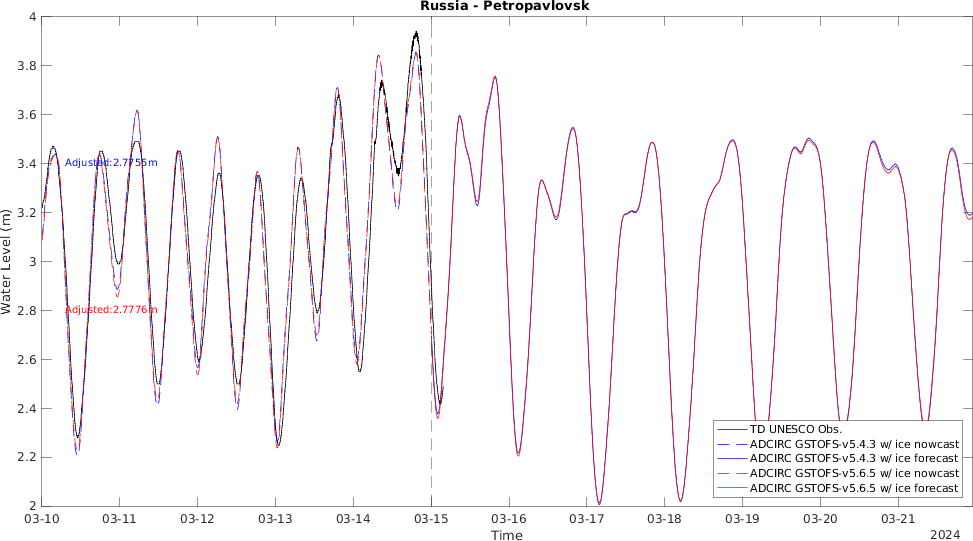 Russia - Petropavlovsk
4
3.8
3.6
3.4
3.2
3
2.8
2.6
2.4
2.2
2
Water Level (m)
Adjusted:2.7755m
Adjusted:2.7776m
TD UNESCO Obs.
ADCIRC GSTOFS-v5.4.3 w/ ice nowcast
ADCIRC GSTOFS-v5.4.3 w/ ice forecast
ADCIRC GSTOFS-v5.6.5 w/ ice nowcast
ADCIRC GSTOFS-v5.6.5 w/ ice forecast
03-10 03-11 03-12 03-13 03-14 03-15 03-16 03-17 03-18 03-19 03-20 03-21
Time
2024